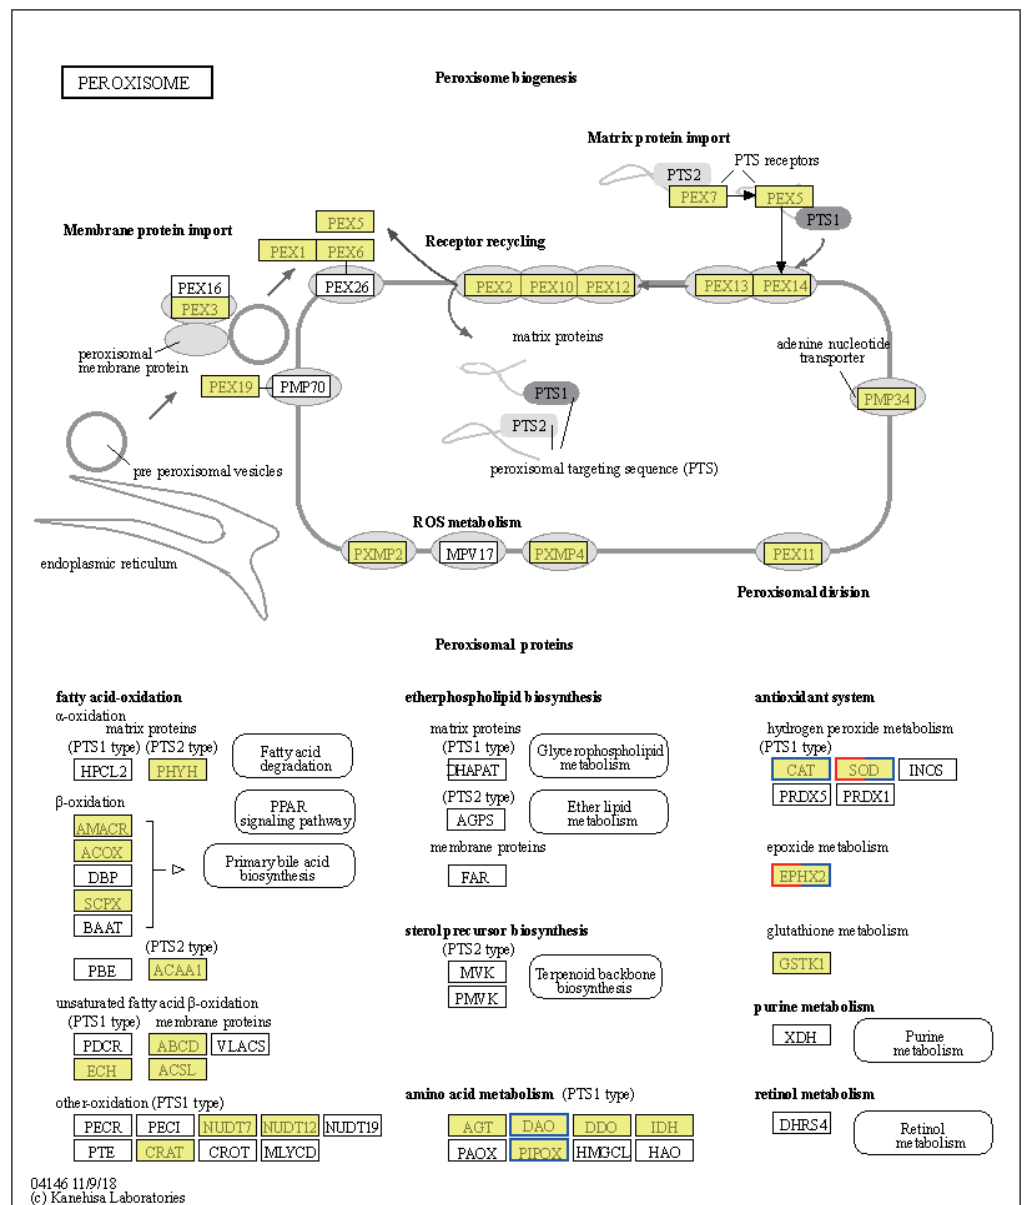 PEROXISOME
Peroxisome biogenesis
Matrix protein import
PTS2
PTS receptors
PEX7
PEX5
PTS1
Membrane protein import
PEX5
PEX1
PEX6
Receptor recycling
PEX16
PEX3
PEX26
PEX2
PEX10
PEX12
PEX13
PEX14
peroxisomal
membrane protein
matrix proteins
adenine nucleotide
transporter
PEX19
PMP70
PTS1
PMP34
PTS2
pre peroxisomal vesicles
peroxisomal targeting sequence (PTS)
ROS metabolism
PXMP2
MPV17
PXMP4
PEX11
endoplasmic reticulum
Peroxisomal division
Peroxisomal proteins
fatty acid-oxidation
α-oxidation
matrix proteins
(PTS1 type) (PTS2 type)
HPCL2
PHYH
Fatty acid
degradation
β-oxidation
PPAR
signaling pathway
AMACR
ACOX
DBP
SCPX
BAAT
Primary bile acid
biosynthesis
(PTS2 type)
PBE
ACAA1
unsaturated fatty acid β-oxidation
(PTS1 type) membrane proteins
PDCR
ABCD
VLACS
ECH
ACSL
other-oxidation (PTS1 type)
PECR
PECI
NUDT7
NUDT12
NUDT19
PTE
CRAT
CROT
MLYCD
etherphospholipid biosynthesis
matrix proteins
(PTS1 type)
DHAPAT
Glycerophospholipid
metabolism
(PTS2 type)
AGPS
Ether lipid
metabolism
membrane proteins
FAR
sterol precursor biosynthesis
(PTS2 type)
MVK
PMVK
Terpenoid backbone
biosynthesis
amino acid metabolism (PTS1 type)
AGT
DAO
DDO
IDH
PAOX
PIPOX
HMGCL
HAO
antioxidant system
hydrogen peroxide metabolism
(PTS1 type)
CAT
SOD
INOS
PRDX5
PRDX1
epoxide metabolism
EPHX2
glutathione metabolism
GSTK1
purine metabolism
XDH
Purine
metabolism
retinol metabolism
DHRS4
Retinol
metabolism
04146 11/9/18
(c) Kanehisa Laboratories